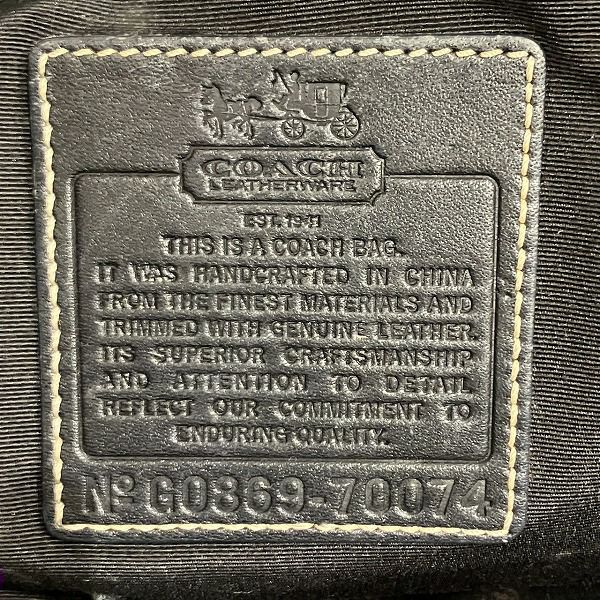 COACH
LEATHERWARE
EST. 1941
THIS IS A COACH BAG.
IT WAS HANDCRAFTED IN CHINA
FROM THE FINEST MATERIALS AND
TRIMMED WITH GENUINE LEATHER.
ITS SUPERIOR CRAFTSMANSHIP
AND ATTENTION TO DETAIL
REFLECT OUR COMMITMENT TO
ENDURING QUALITY.
Nº G0869-70074